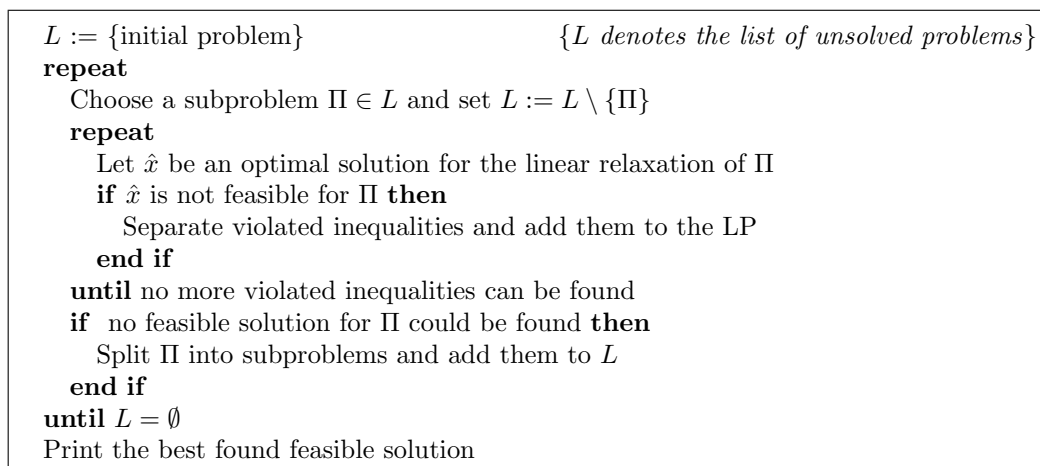 L := {initial problem} {L denotes the list of unsolved problems}
repeat
Choose a subproblem Π ∈ L and set L := L \ {Π}
repeat
Let x̂ be an optimal solution for the linear relaxation of Π
if x̂ is not feasible for Π then
Separate violated inequalities and add them to the LP
end if
until no more violated inequalities can be found
if no feasible solution for Π could be found then
Split Π into subproblems and add them to L
end if
until L = ∅
Print the best found feasible solution